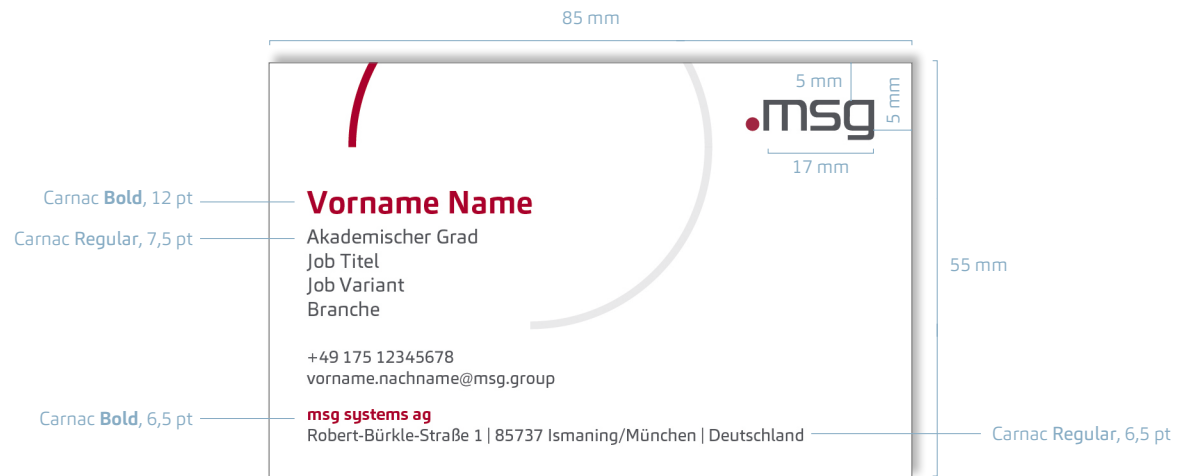 85 mm
5 mm
5 mm
.msg
17 mm
Carnac Bold, 12 pt
Vorname Name
Carnac Regular, 7,5 pt
Akademischer Grad
Job Titel
Job Variant
Branche
55 mm
+49 175 12345678
vorname.nachname@msg.group
Carnac Bold, 6,5 pt
msg systems ag
Robert-Bürkle-Straße 1 | 85737 Ismaning/München | Deutschland
Carnac Regular, 6,5 pt